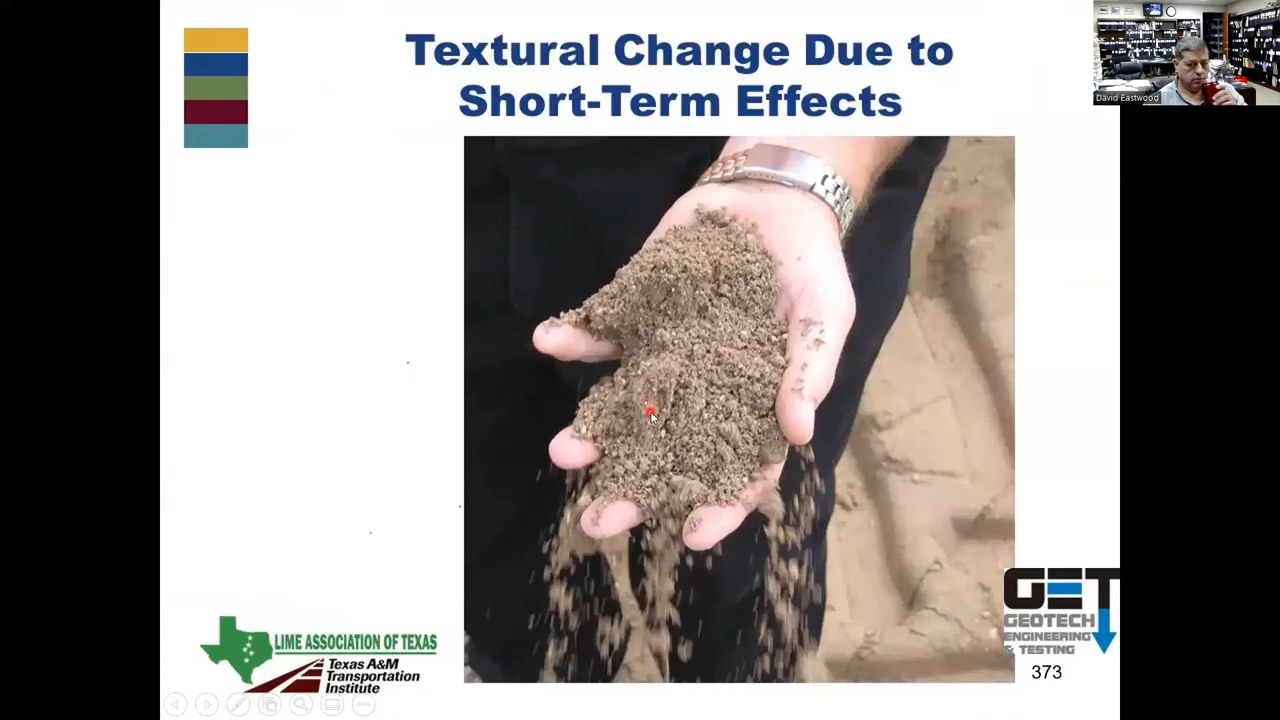 Textural Change Due to
Short-Term Effects
David Eastwood
LIME ASSOCIATION OF TEXAS
Texas A&M
Transportation
Institute
GET
GEOTECH
ENGINEERING
& TESTING
373